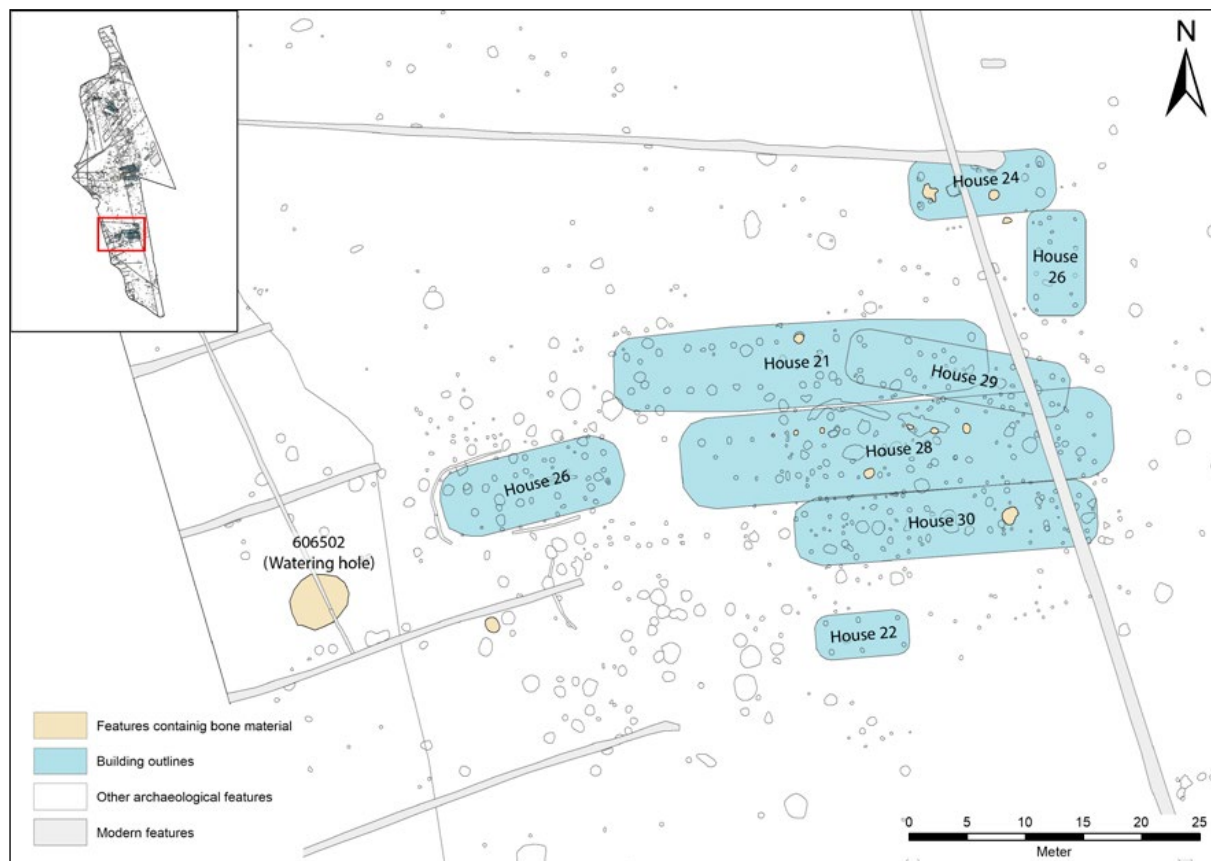 N
House 24
House
26
House 21
House 29
House 28
House 26
House 30
606502
(Watering hole)
House 22
Features containig bone material
Building outlines
Other archaeological features
Modern features
0 5 10 15 20 25
Meter